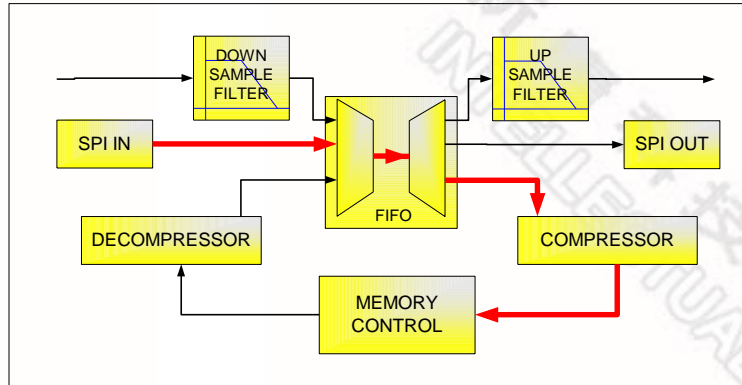 DOWN
SAMPLE
FILTER
UP
SAMPLE
FILTER
SPI IN
SPI OUT
FIFO
DECOMPRESSOR
COMPRESSOR
MEMORY
CONTROL